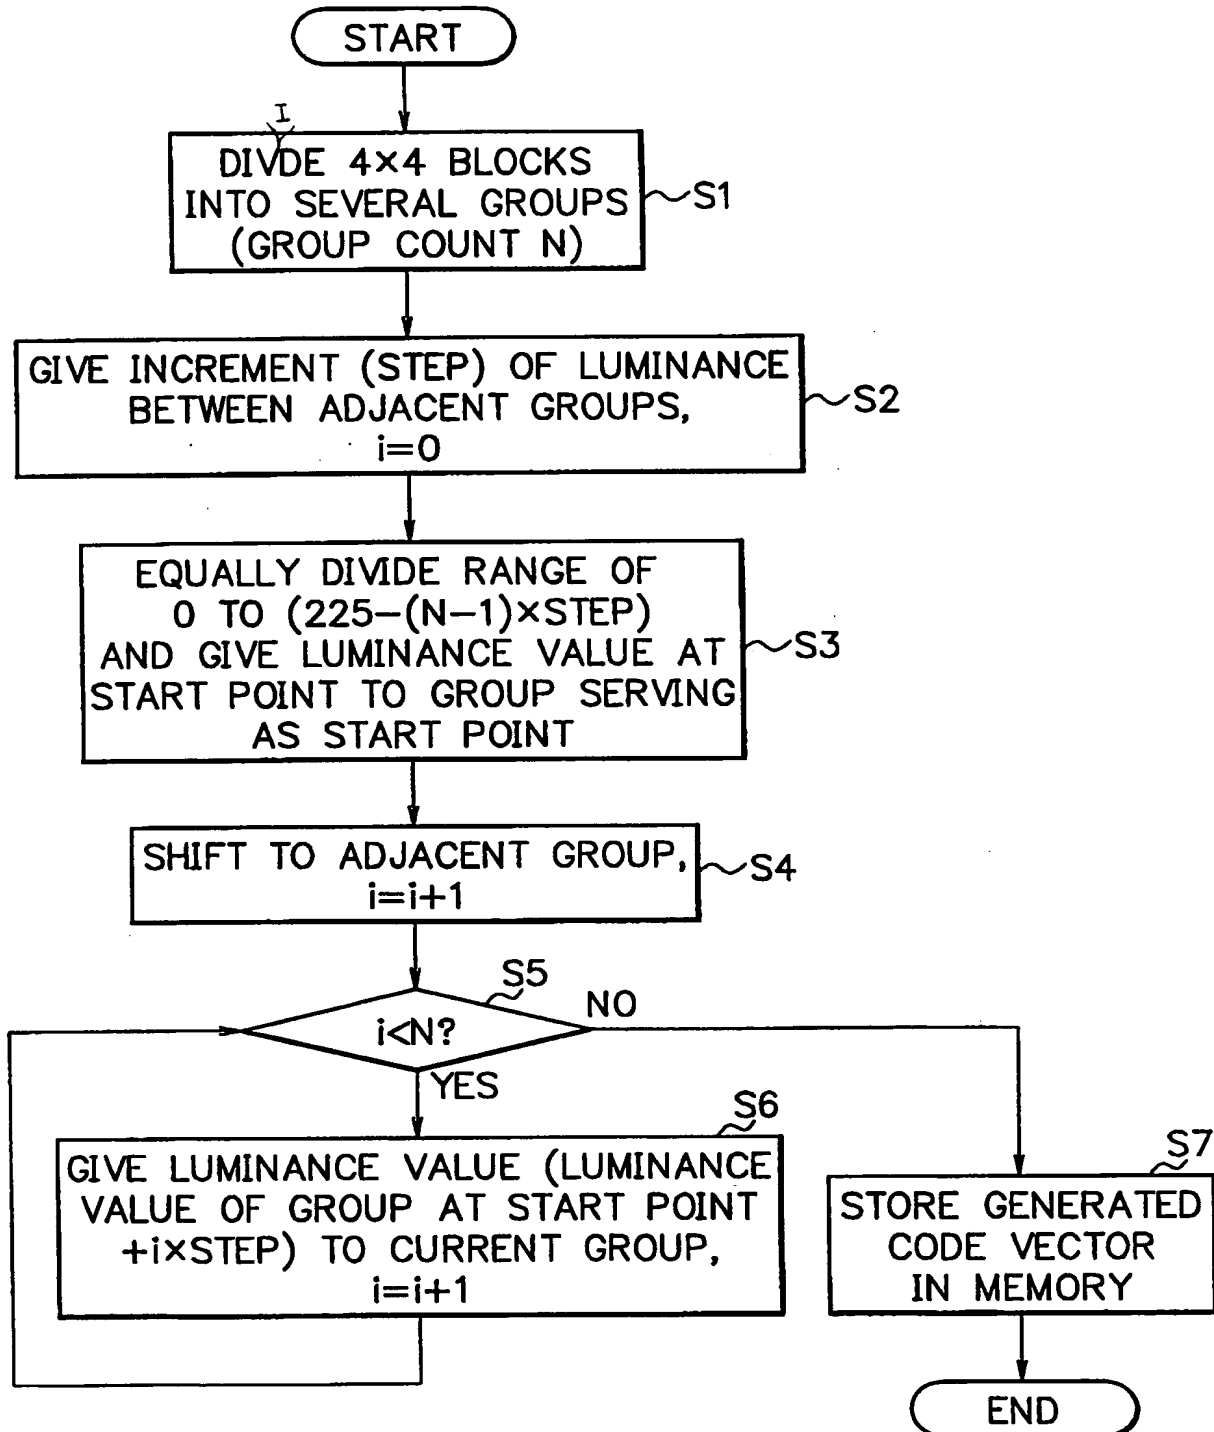 START
I
DIVDE 4×4 BLOCKS
INTO SEVERAL GROUPS
(GROUP COUNT N)
S1
GIVE INCREMENT (STEP) OF LUMINANCE
BETWEEN ADJACENT GROUPS,
i=0
S2
EQUALLY DIVIDE RANGE OF
0 TO (225−(N−1)×STEP)
AND GIVE LUMINANCE VALUE AT
START POINT TO GROUP SERVING
AS START POINT
S3
SHIFT TO ADJACENT GROUP,
i=i+1
S4
S5
i<N?
NO
YES
S6
GIVE LUMINANCE VALUE (LUMINANCE
VALUE OF GROUP AT START POINT
+i×STEP) TO CURRENT GROUP,
i=i+1
S7
STORE GENERATED
CODE VECTOR
IN MEMORY
END